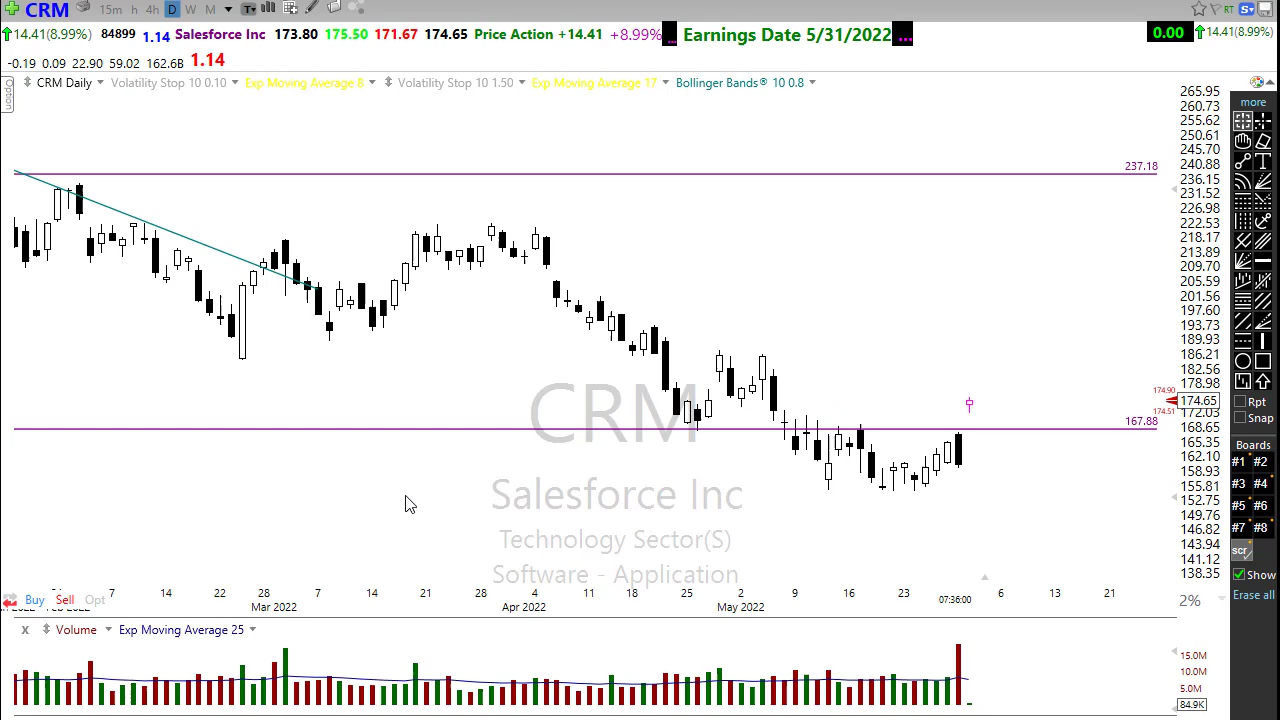 CRM 15m h 4h D W M T
14.41(8.99%) 84899 1.14 Salesforce Inc 173.80 175.50 171.67 174.65 Price Action +14.41 +8.99% ... Earnings Date 5/31/2022 ... 0.00 14.41(8.99%)
RT S
-0.19 0.09 22.90 59.02 162.6B 1.14
Option
CRM Daily Volatility Stop 10 0.10 Exp Moving Average 8 Volatility Stop 10 1.50 Exp Moving Average 17 Bollinger Bands® 10 0.8
265.95
260.73
255.62
250.61
245.70
240.88
236.15
231.52
226.98
222.53
218.17
213.89
209.70
205.59
201.56
197.60
193.73
189.93
186.21
182.56
178.98
174.65
172.03
168.65
165.35
162.10
158.93
155.81
152.75
149.76
146.82
143.94
141.12
138.35
237.18
174.90
174.51
167.88
CRM
Salesforce Inc
Technology Sector(S)
Software - Application
more
T
Rpt
Snap
Boards
#1 #2
#3 #4
#5 #6
#7 #8
scr
Show
Erase all
7 14 22 28 7 14 21 28 4 11 18 25 2 9 16 23 07:36:00 6 13 21
Mar 2022 Apr 2022 May 2022
Buy Sell Opt
2%
x Volume Exp Moving Average 25
15.0M
10.0M
5.0M
84.9K